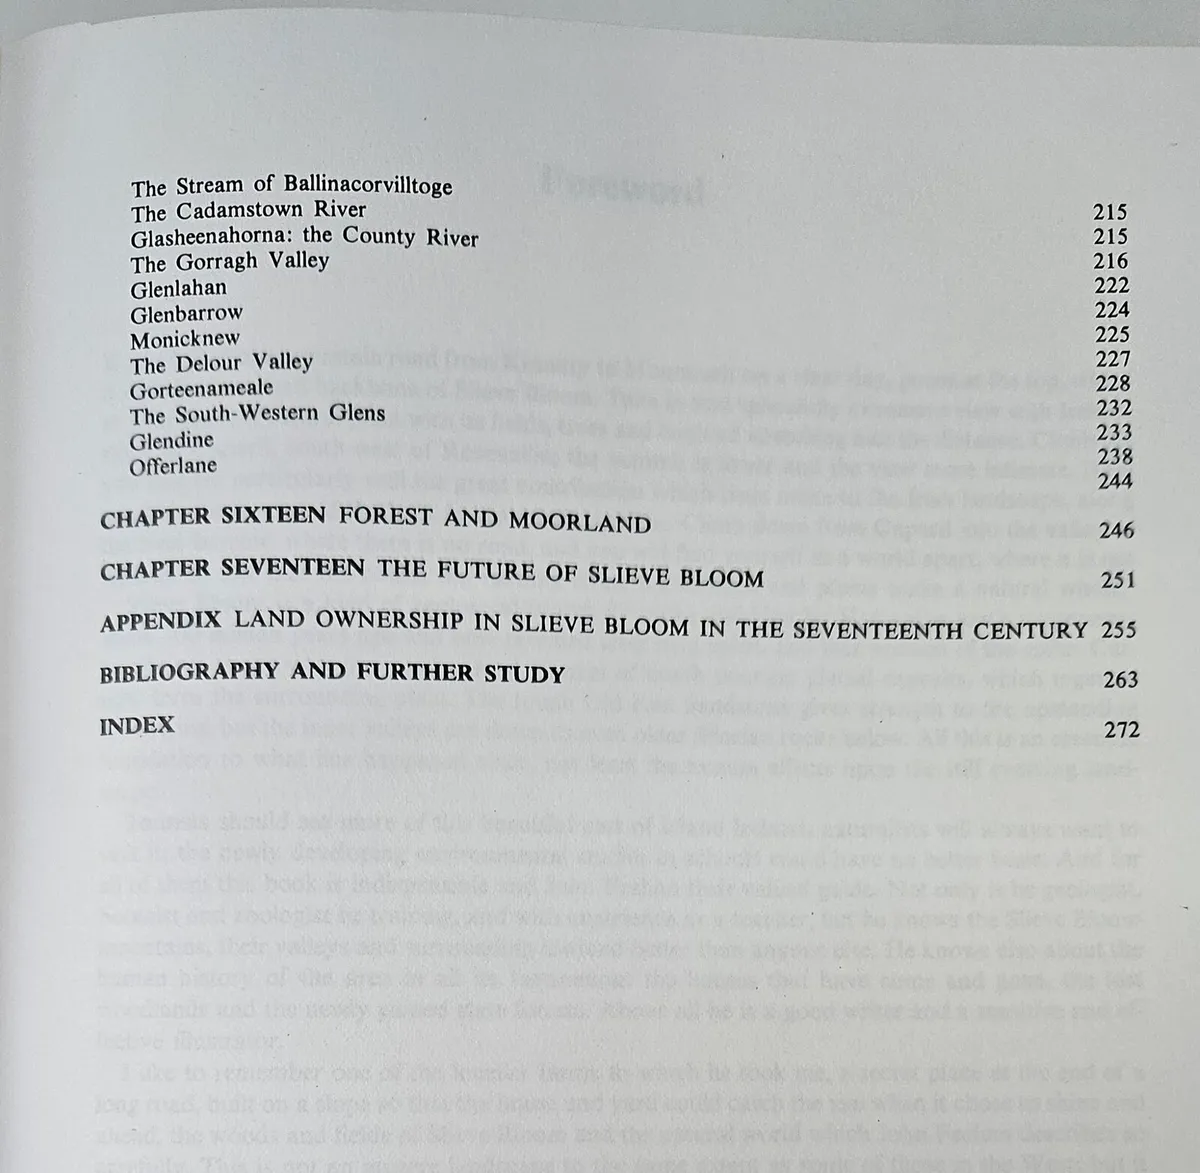 The Stream of Ballinacorvilltoge 215
The Cadamstown River 215
Glasheenahorna: the County River 216
The Gorragh Valley 222
Glenlahan 224
Glenbarrow 225
Monicknew 227
The Delour Valley 228
Gorteenameale 232
The South-Western Glens 233
Glendine 238
Offerlane 244
CHAPTER SIXTEEN FOREST AND MOORLAND 246
CHAPTER SEVENTEEN THE FUTURE OF SLIEVE BLOOM 251
APPENDIX LAND OWNERSHIP IN SLIEVE BLOOM IN THE SEVENTEENTH CENTURY 255
BIBLIOGRAPHY AND FURTHER STUDY 263
INDEX 272